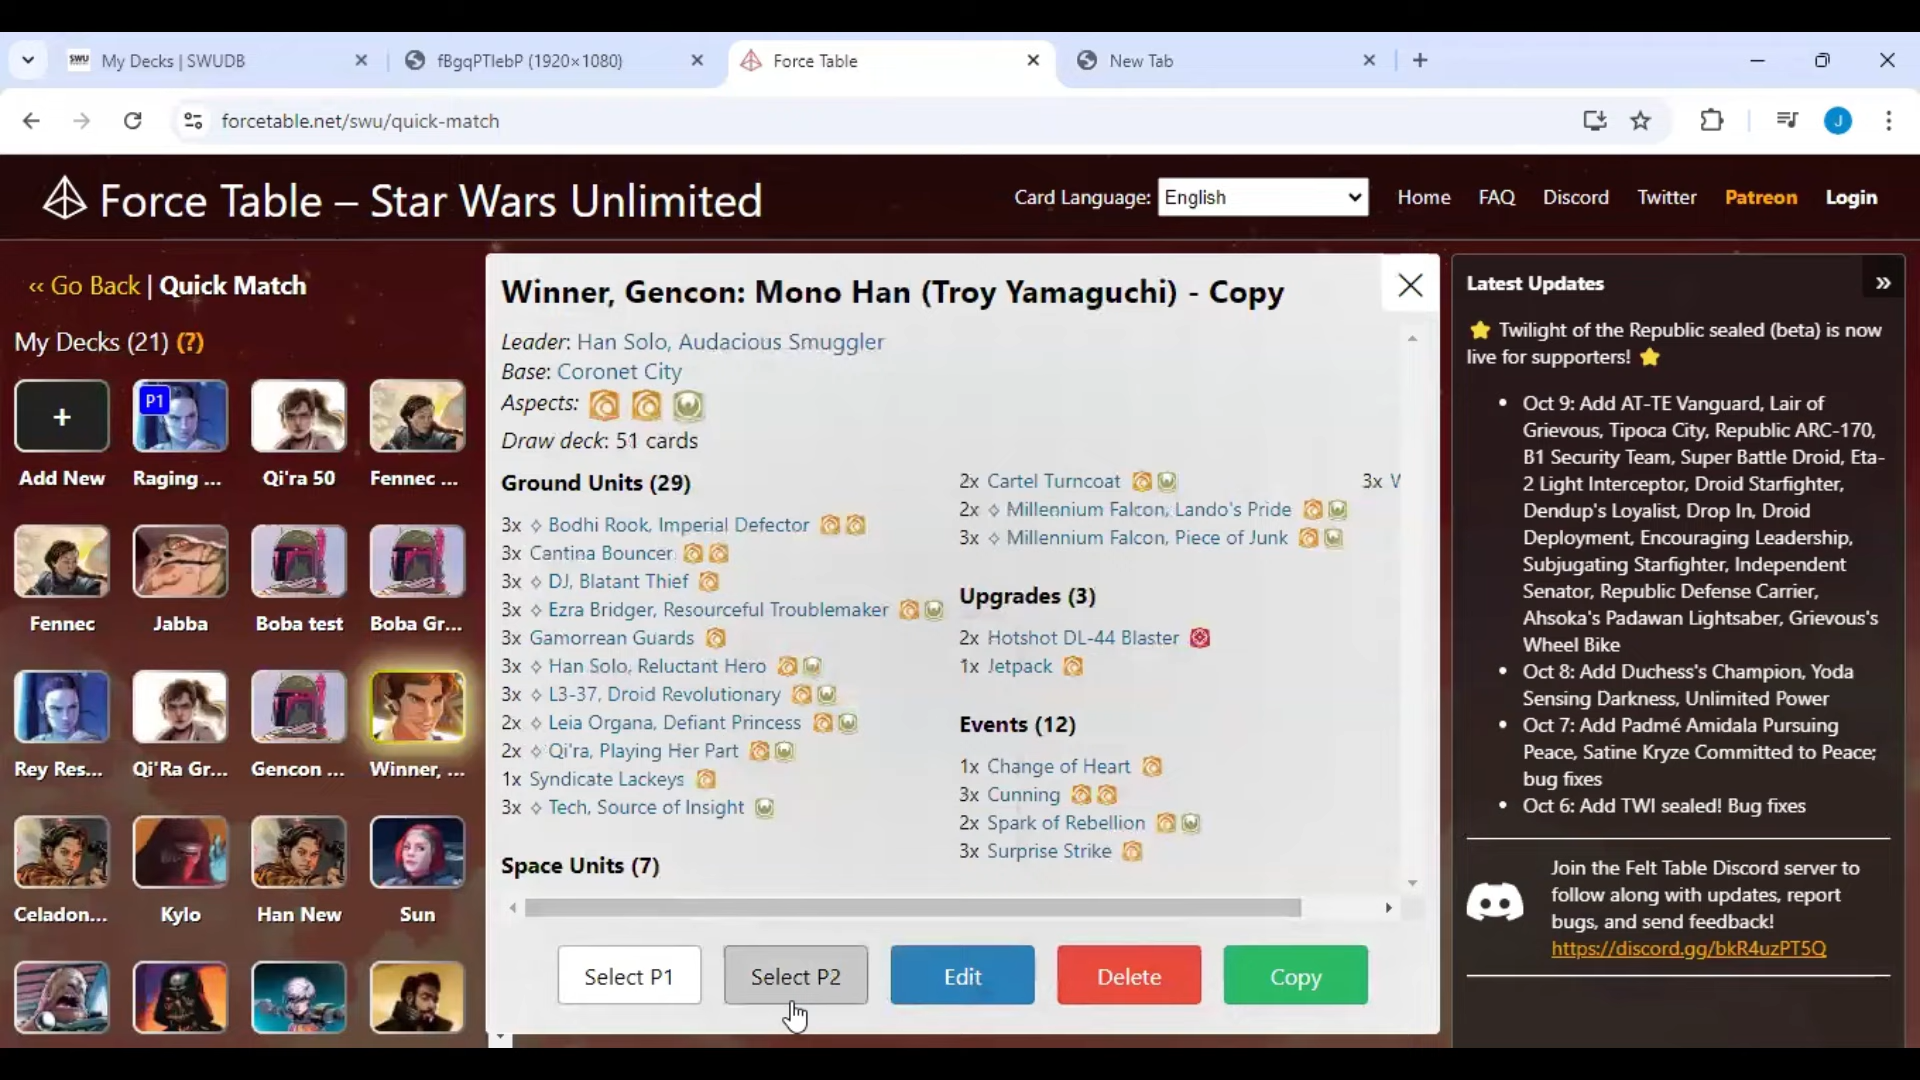 SWU My Decks | SWUDB
fBgqPTlebP (1920×1080)
Force Table
New Tab
forcetable.net/swu/quick-match
J
Force Table – Star Wars Unlimited
Card Language: English
Home FAQ Discord Twitter Patreon Login
‹‹ Go Back | Quick Match
My Decks (21) (?)
+ P1
Add New Raging ... Qi'ra 50 Fennec ...
Fennec Jabba Boba test Boba Gr...
Rey Res... Qi'Ra Gr... Gencon ... Winner, ...
Celadon... Kylo Han New Sun
Winner, Gencon: Mono Han (Troy Yamaguchi) - Copy
Leader: Han Solo, Audacious Smuggler
Base: Coronet City
Aspects:
Draw deck: 51 cards
Ground Units (29)
3x Bodhi Rook, Imperial Defector
3x Cantina Bouncer
3x DJ, Blatant Thief
3x Ezra Bridger, Resourceful Troublemaker
3x Gamorrean Guards
3x Han Solo, Reluctant Hero
3x L3-37, Droid Revolutionary
2x Leia Organa, Defiant Princess
2x Qi'ra, Playing Her Part
1x Syndicate Lackeys
3x Tech, Source of Insight
Space Units (7)
2x Cartel Turncoat
2x Millennium Falcon, Lando's Pride
3x Millennium Falcon, Piece of Junk
Upgrades (3)
2x Hotshot DL-44 Blaster
1x Jetpack
Events (12)
1x Change of Heart
3x Cunning
2x Spark of Rebellion
3x Surprise Strike
3x
Select P1 Select P2 Edit Delete Copy
Latest Updates »
Twilight of the Republic sealed (beta) is now
live for supporters!
• Oct 9: Add AT-TE Vanguard, Lair of
Grievous, Tipoca City, Republic ARC-170,
B1 Security Team, Super Battle Droid, Eta-
2 Light Interceptor, Droid Starfighter,
Dendup's Loyalist, Drop In, Droid
Deployment, Encouraging Leadership,
Subjugating Starfighter, Independent
Senator, Republic Defense Carrier,
Ahsoka's Padawan Lightsaber, Grievous's
Wheel Bike
• Oct 8: Add Duchess's Champion, Yoda
Sensing Darkness, Unlimited Power
• Oct 7: Add Padmé Amidala Pursuing
Peace, Satine Kryze Committed to Peace;
bug fixes
• Oct 6: Add TWI sealed! Bug fixes
Join the Felt Table Discord server to
follow along with updates, report
bugs, and send feedback!
https://discord.gg/bkR4uzPT5Q